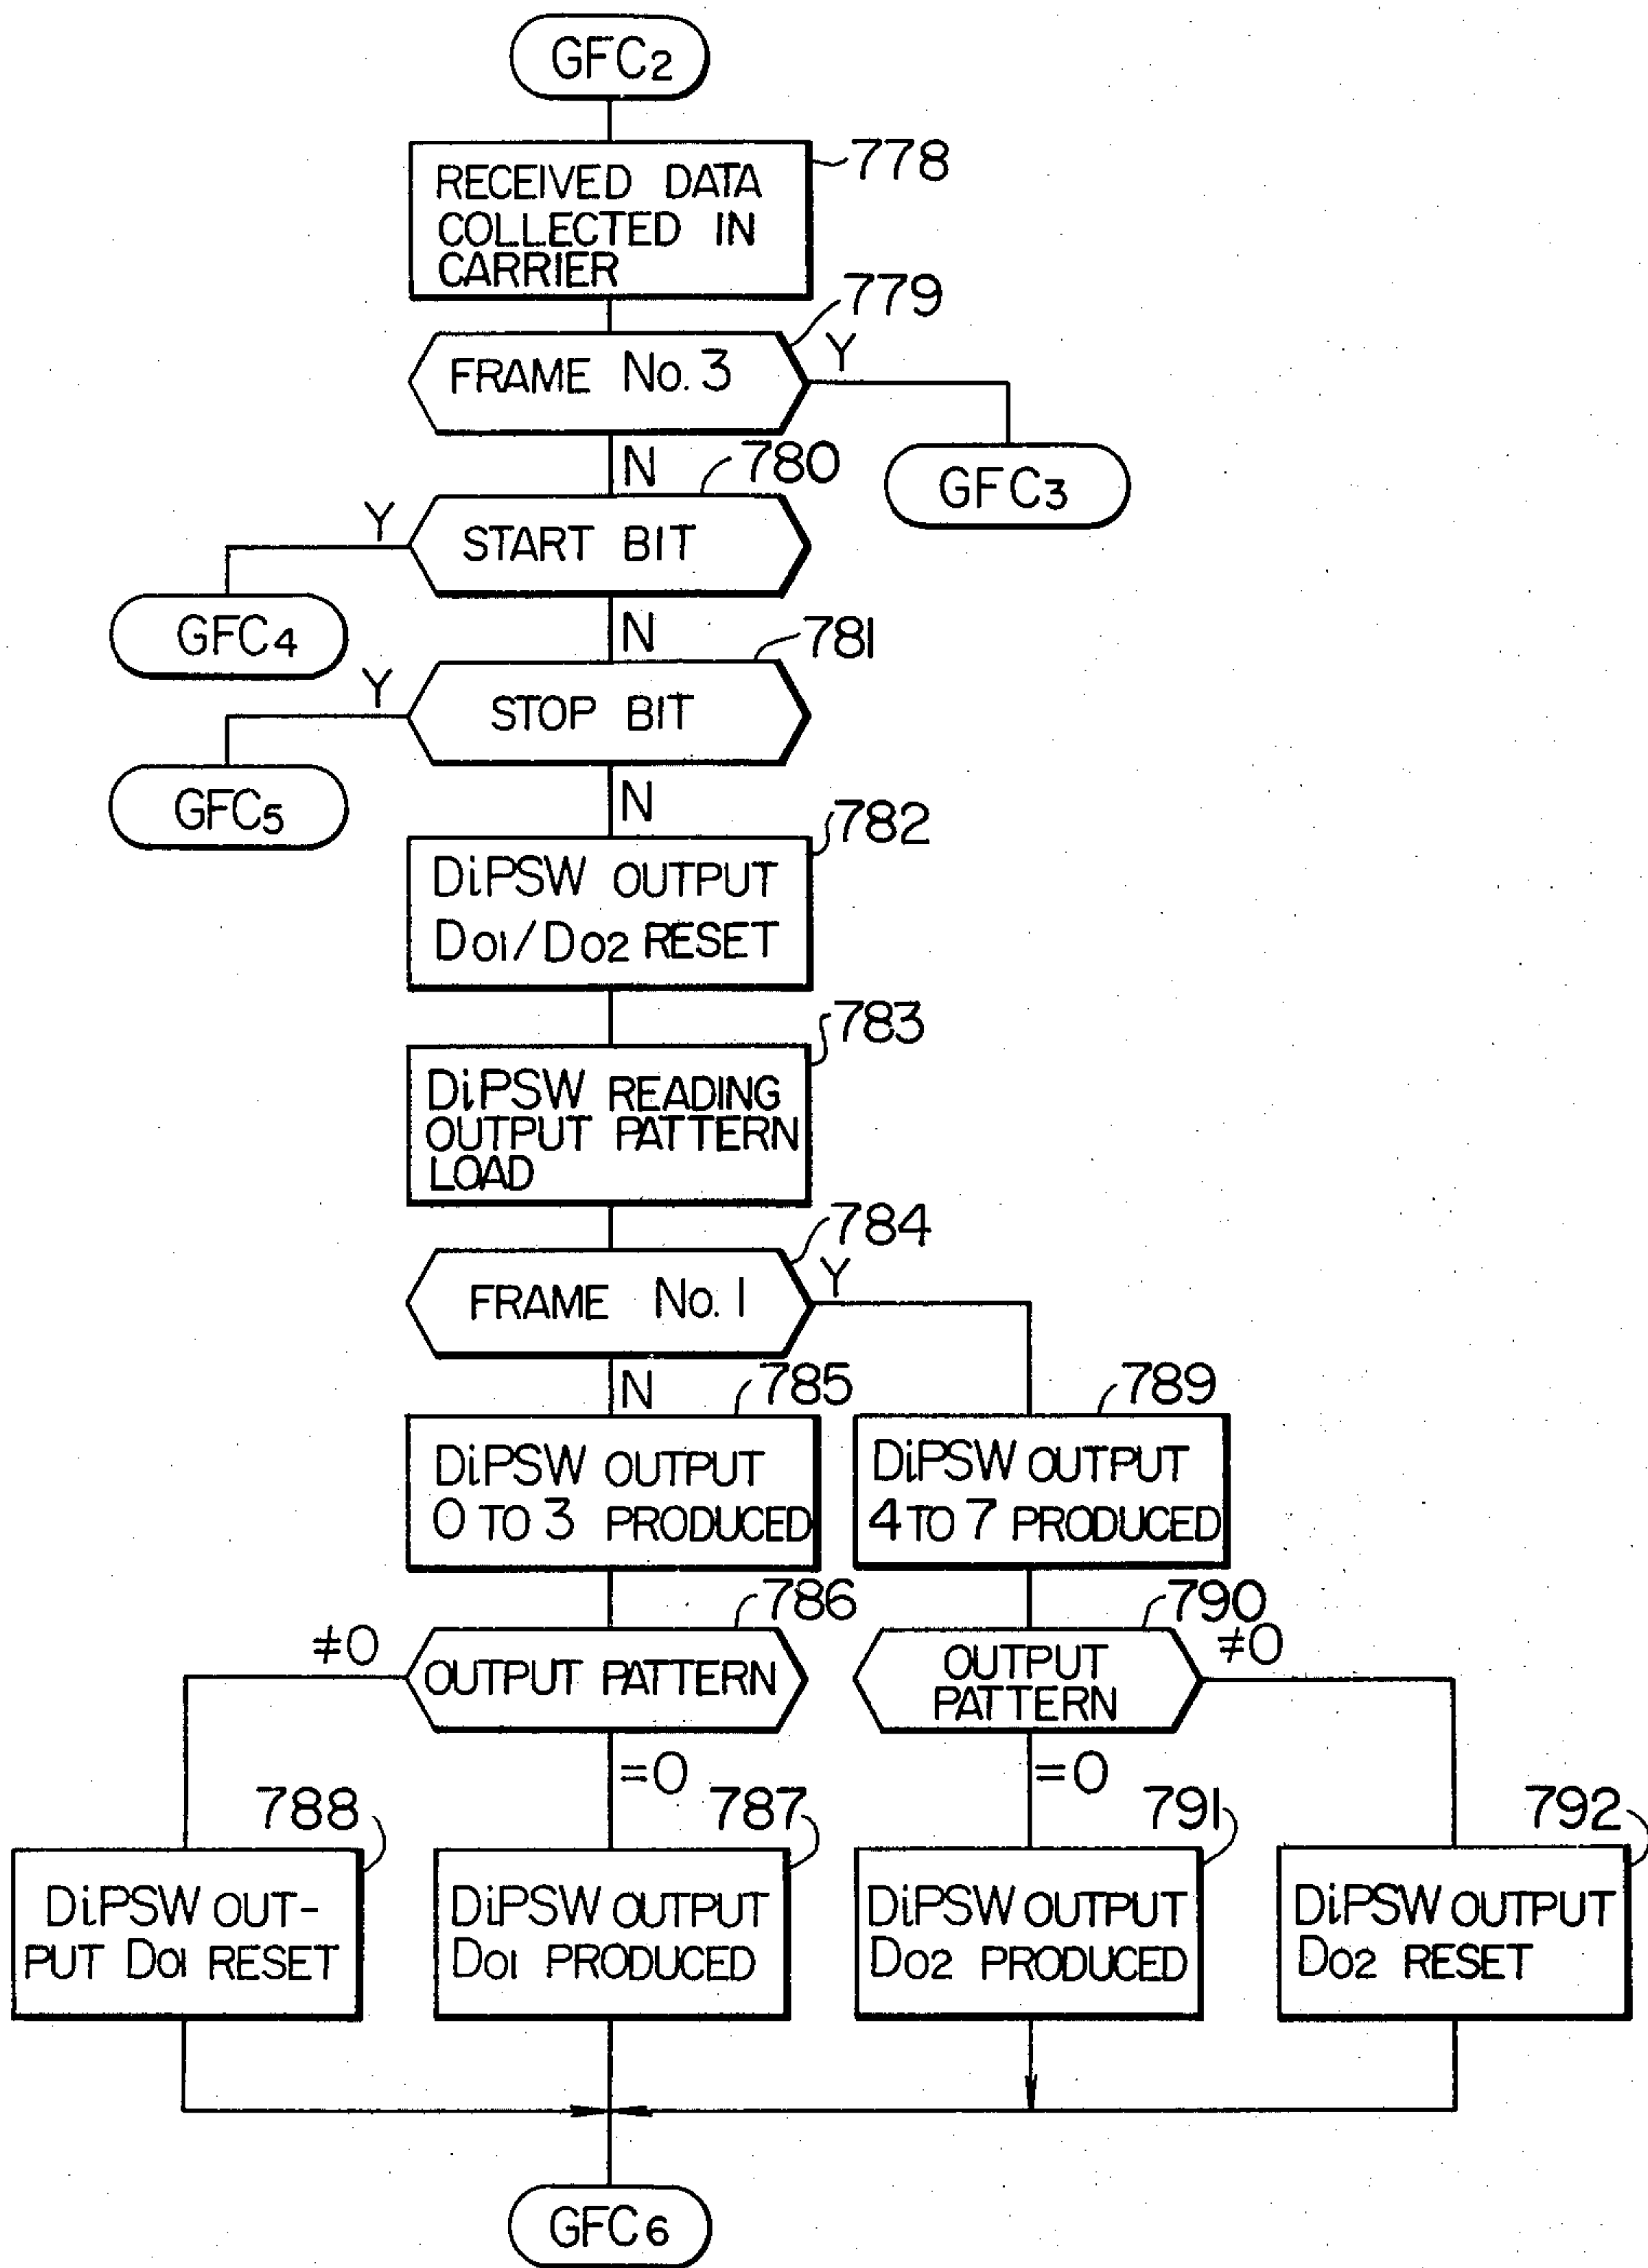 GFC2
778
RECEIVED DATA
COLLECTED IN
CARRIER
779
FRAME No. 3
Y
N
GFC3
780
START BIT
Y
N
GFC4
781
STOP BIT
Y
N
GFC5
782
DiPSW OUTPUT
Do1/Do2 RESET
783
DiPSW READING
OUTPUT PATTERN
LOAD
784
FRAME No. 1
Y
N
785
DiPSW OUTPUT
0 TO 3 PRODUCED
789
DiPSW OUTPUT
4 TO 7 PRODUCED
786
≠0
OUTPUT PATTERN
=0
790
≠0
OUTPUT
PATTERN
=0
788
DiPSW OUT-
PUT Do1 RESET
787
DiPSW OUTPUT
Do1 PRODUCED
791
DiPSW OUTPUT
Do2 PRODUCED
792
DiPSW OUTPUT
Do2 RESET
GFC6